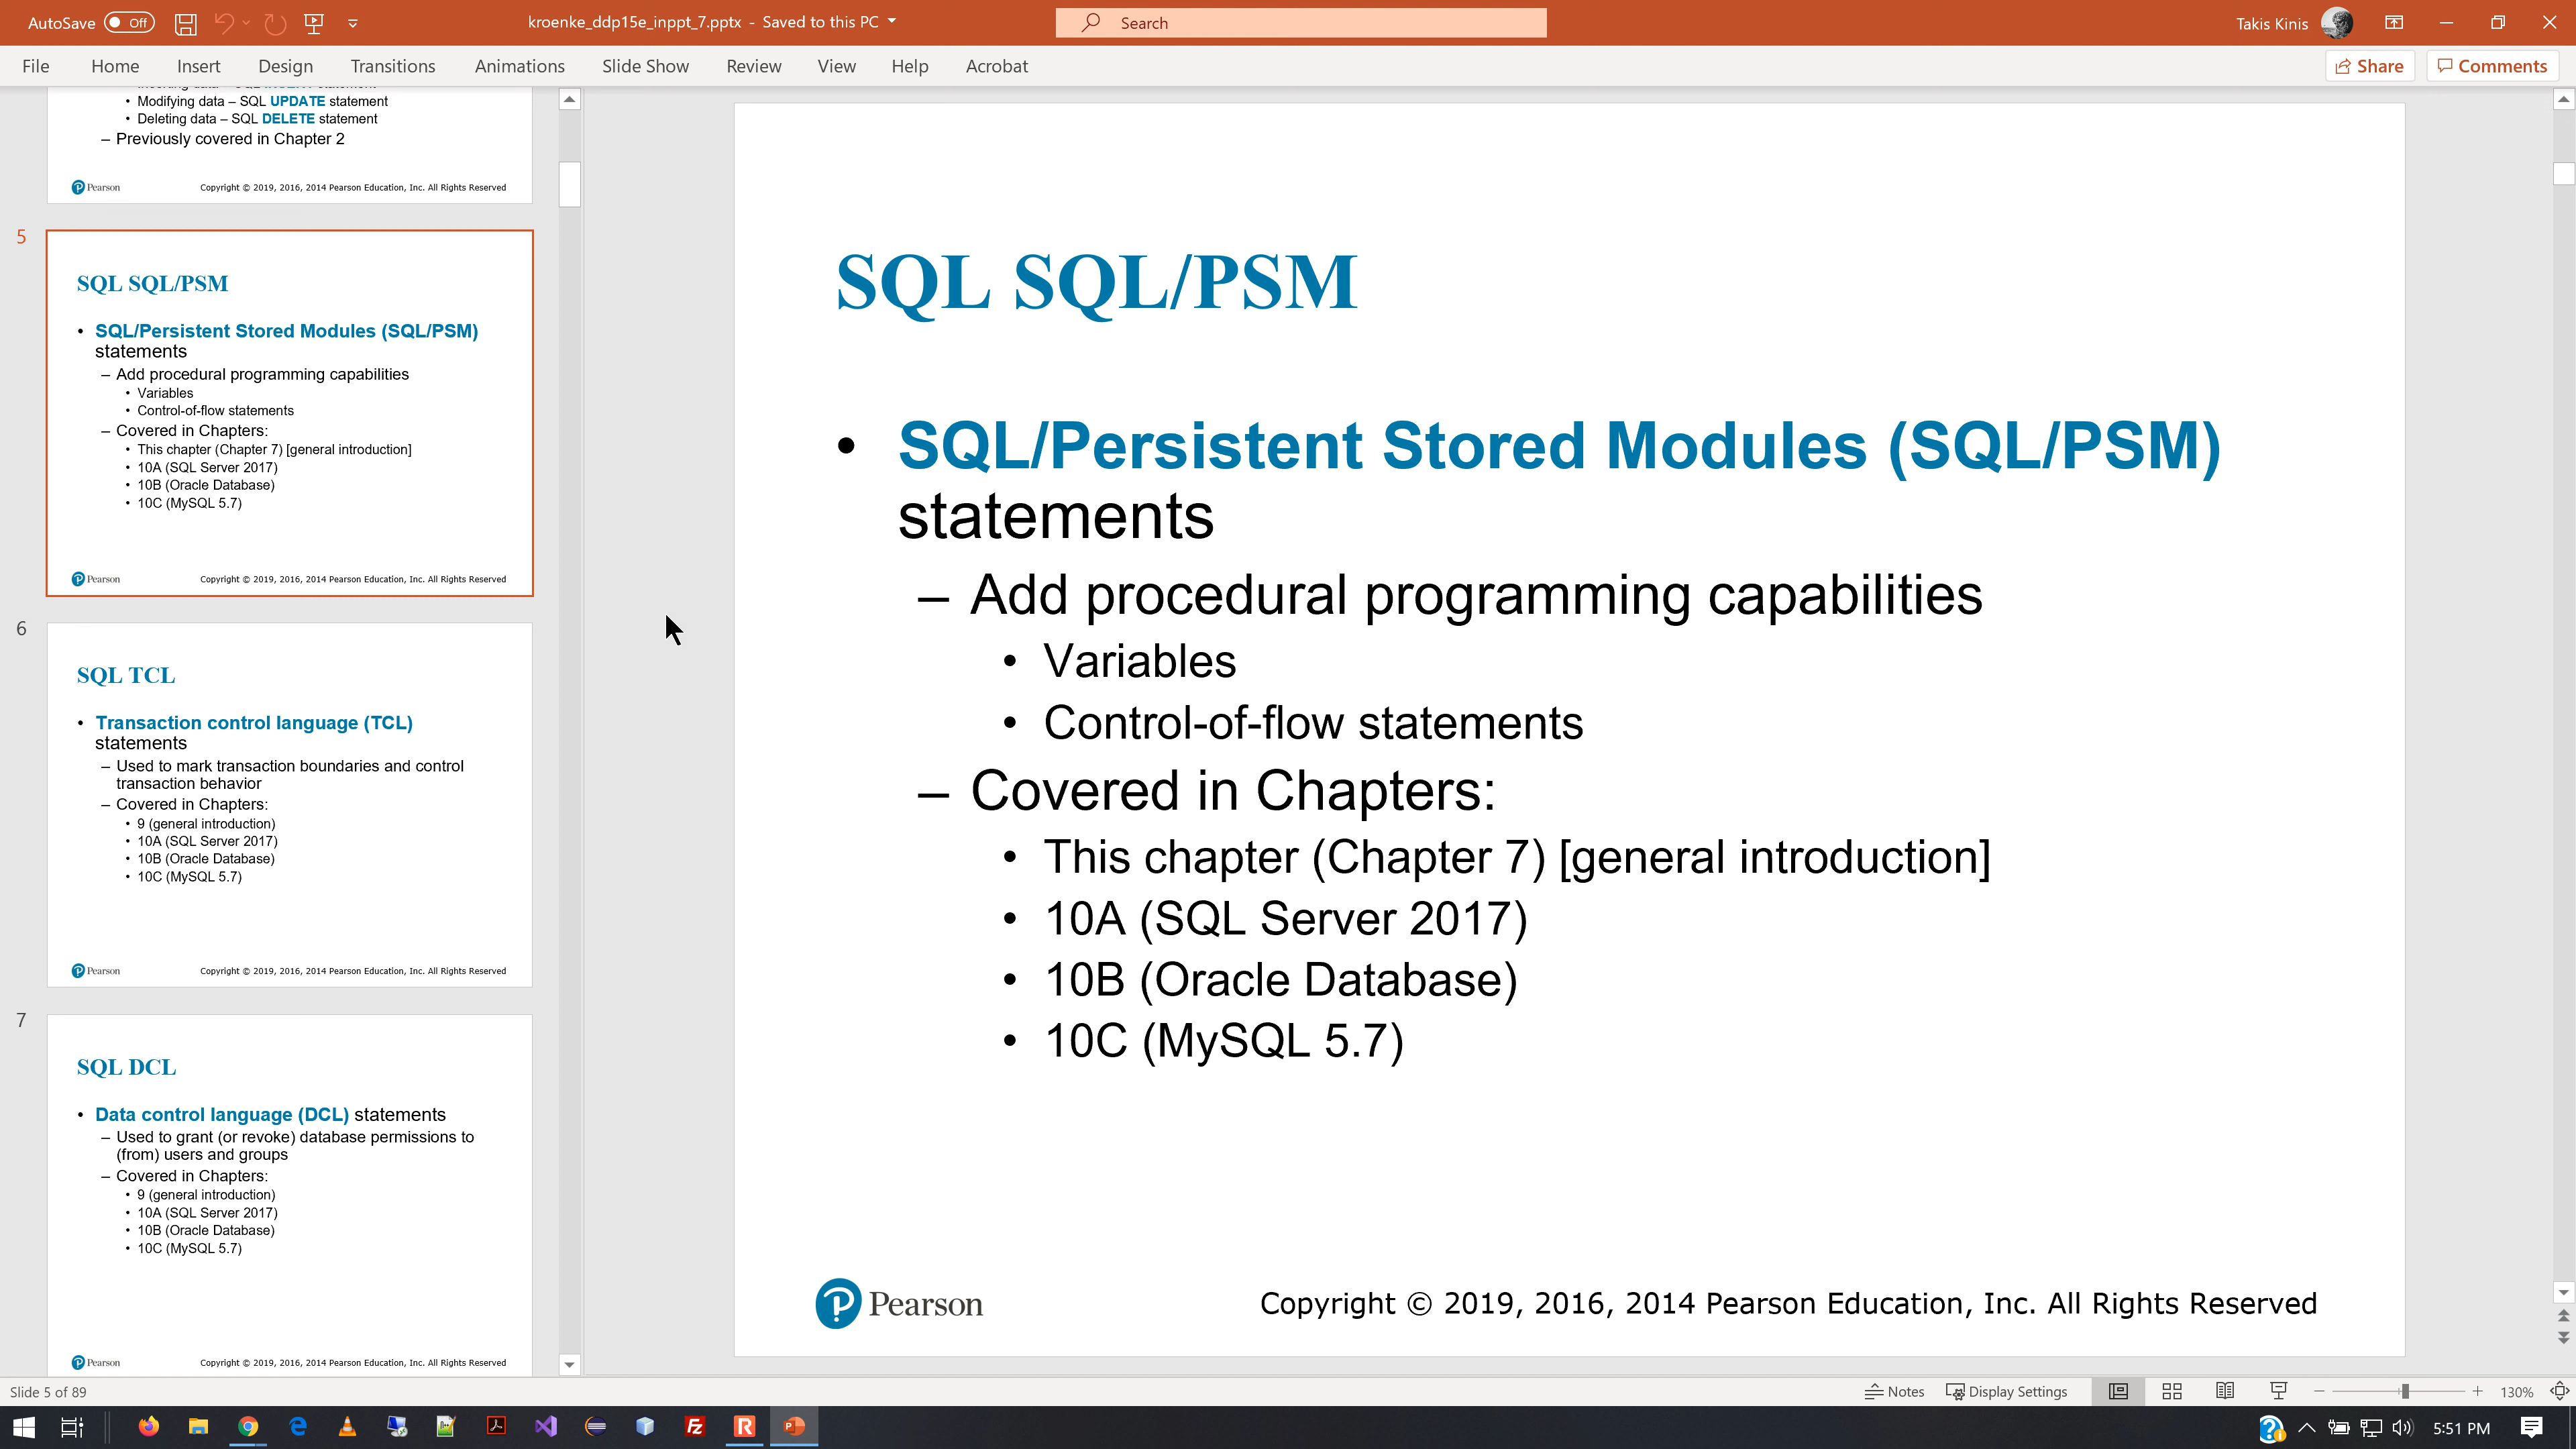 AutoSave Off
kroenke_ddp15e_inppt_7.pptx - Saved to this PC
Search
Takis Kinis
File Home Insert Design Transitions Animations Slide Show Review View Help Acrobat
Share Comments
• Modifying data – SQL UPDATE statement
• Deleting data – SQL DELETE statement
– Previously covered in Chapter 2
Pearson Copyright © 2019, 2016, 2014 Pearson Education, Inc. All Rights Reserved
5
SQL SQL/PSM
• SQL/Persistent Stored Modules (SQL/PSM)
statements
– Add procedural programming capabilities
• Variables
• Control-of-flow statements
– Covered in Chapters:
• This chapter (Chapter 7) [general introduction]
• 10A (SQL Server 2017)
• 10B (Oracle Database)
• 10C (MySQL 5.7)
Pearson Copyright © 2019, 2016, 2014 Pearson Education, Inc. All Rights Reserved
6
SQL TCL
• Transaction control language (TCL)
statements
– Used to mark transaction boundaries and control
transaction behavior
– Covered in Chapters:
• 9 (general introduction)
• 10A (SQL Server 2017)
• 10B (Oracle Database)
• 10C (MySQL 5.7)
Pearson Copyright © 2019, 2016, 2014 Pearson Education, Inc. All Rights Reserved
7
SQL DCL
• Data control language (DCL) statements
– Used to grant (or revoke) database permissions to
(from) users and groups
– Covered in Chapters:
• 9 (general introduction)
• 10A (SQL Server 2017)
• 10B (Oracle Database)
• 10C (MySQL 5.7)
Pearson Copyright © 2019, 2016, 2014 Pearson Education, Inc. All Rights Reserved
SQL SQL/PSM
• SQL/Persistent Stored Modules (SQL/PSM)
statements
– Add procedural programming capabilities
• Variables
• Control-of-flow statements
– Covered in Chapters:
• This chapter (Chapter 7) [general introduction]
• 10A (SQL Server 2017)
• 10B (Oracle Database)
• 10C (MySQL 5.7)
Pearson Copyright © 2019, 2016, 2014 Pearson Education, Inc. All Rights Reserved
Slide 5 of 89
Notes Display Settings 130%
5:51 PM